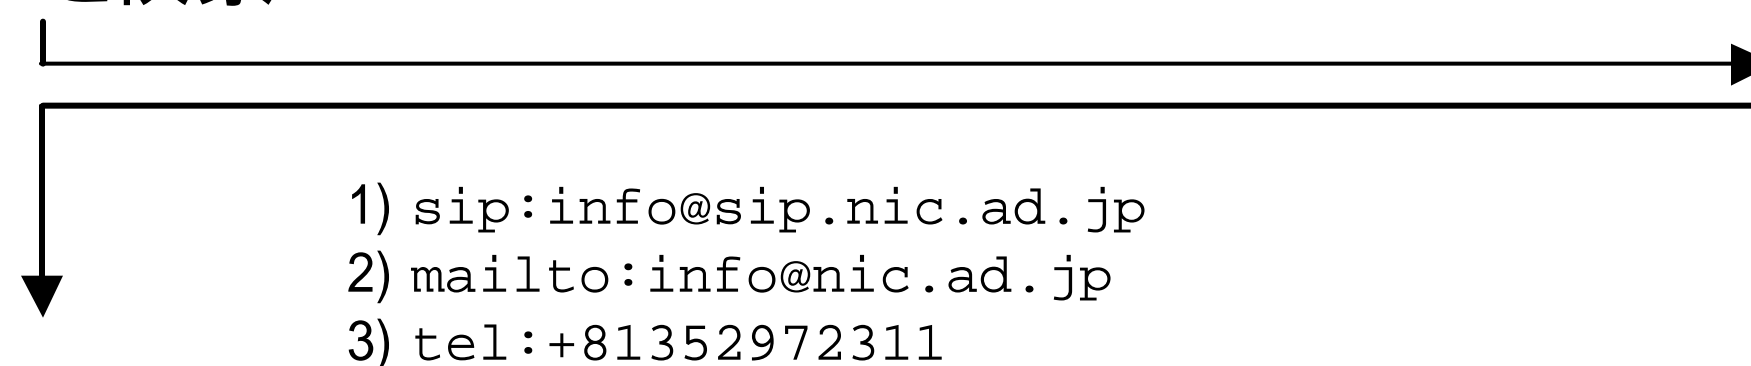 1) sip:info@sip.nic.ad.jp
2) mailto:info@nic.ad.jp
3) tel:+81352972311